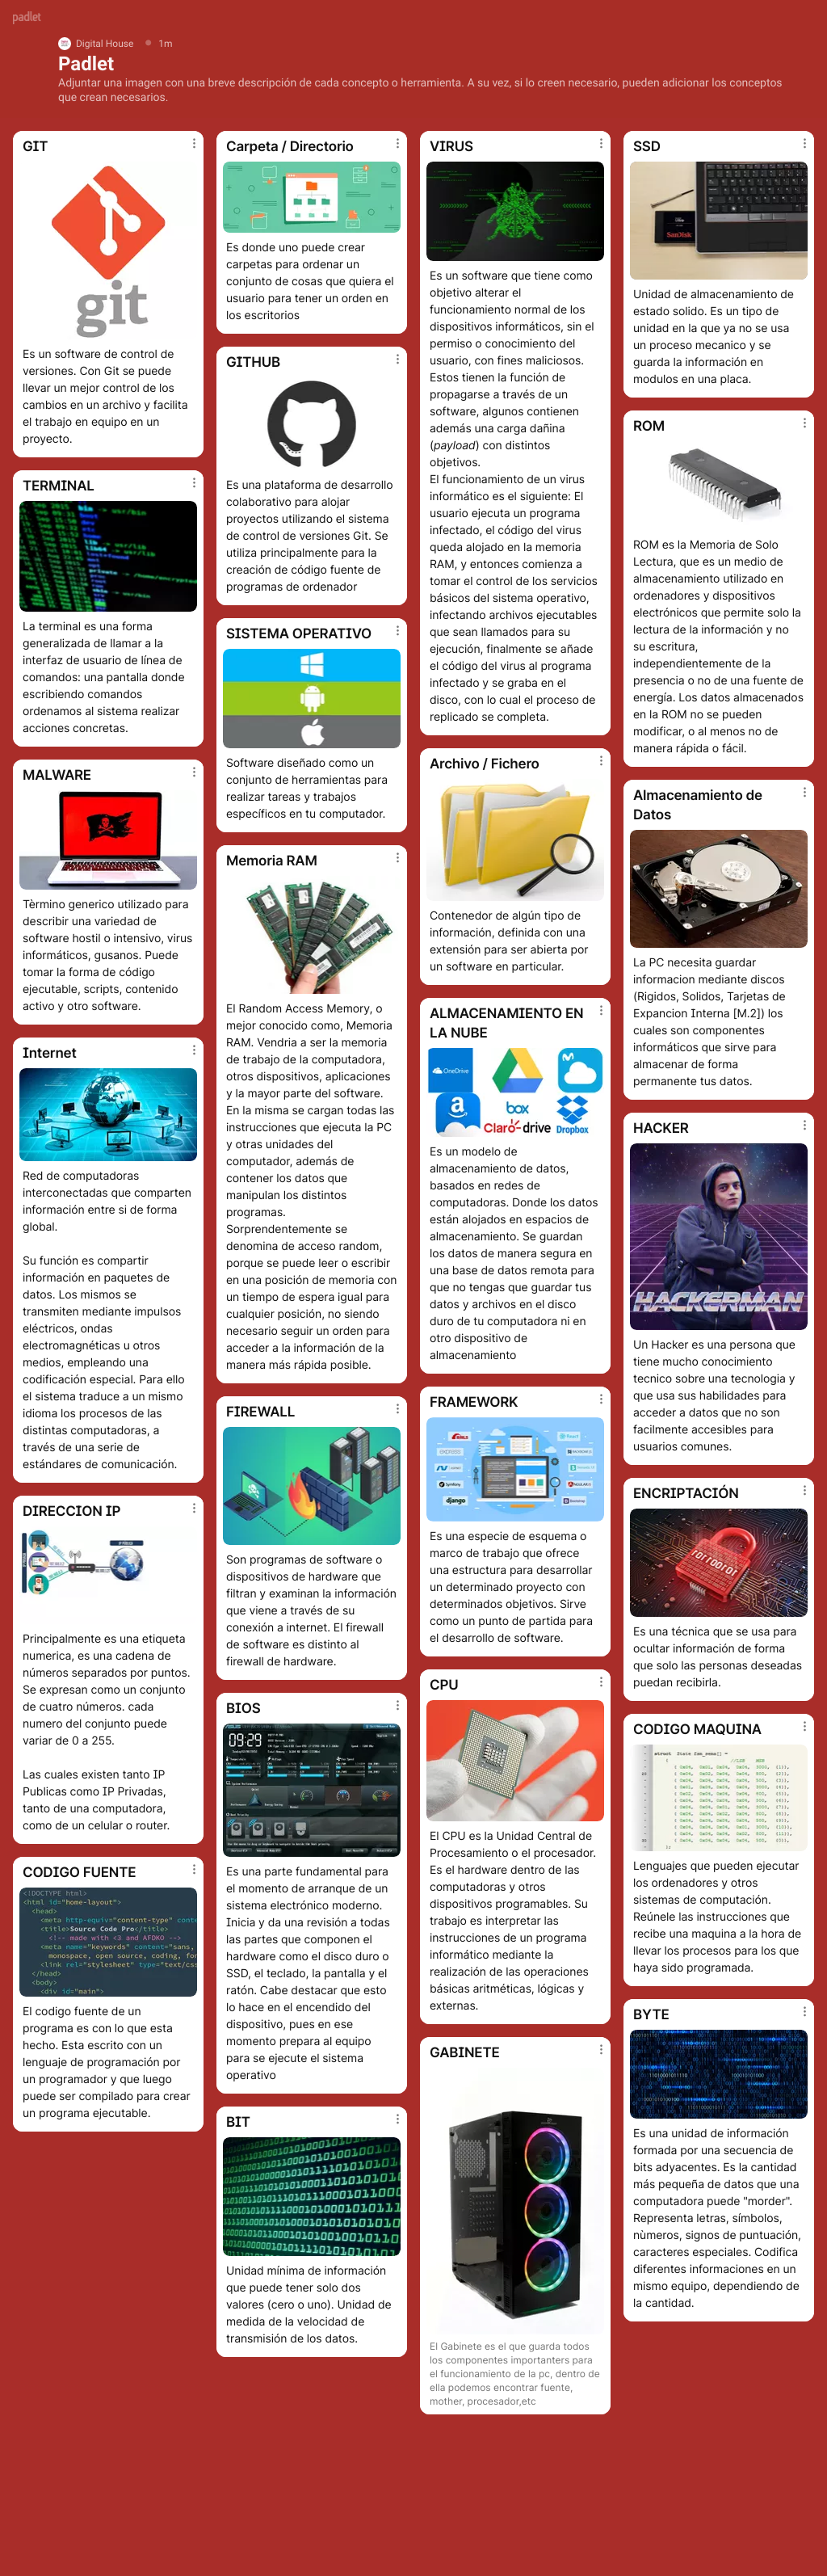 padlet
Digital House
1m
Padlet
Adjuntar una imagen con una breve descripción de cada concepto o herramienta. A su vez, si lo creen necesario, pueden adicionar los conceptos
que crean necesarios.
GIT
git
Es un software de control de
versiones. Con Git se puede
llevar un mejor control de los
cambios en un archivo y facilita
el trabajo en equipo en un
proyecto.
TERMINAL
La terminal es una forma
generalizada de llamar a la
interfaz de usuario de línea de
comandos: una pantalla donde
escribiendo comandos
ordenamos al sistema realizar
acciones concretas.
MALWARE
Tèrmino generico utilizado para
describir una variedad de
software hostil o intensivo, virus
informáticos, gusanos. Puede
tomar la forma de código
ejecutable, scripts, contenido
activo y otro software.
Internet
Red de computadoras
interconectadas que comparten
información entre si de forma
global.
Su función es compartir
información en paquetes de
datos. Los mismos se
transmiten mediante impulsos
eléctricos, ondas
electromagnéticas u otros
medios, empleando una
codificación especial. Para ello
el sistema traduce a un mismo
idioma los procesos de las
distintas computadoras, a
través de una serie de
estándares de comunicación.
DIRECCION IP
Principalmente es una etiqueta
numerica, es una cadena de
números separados por puntos.
Se expresan como un conjunto
de cuatro números. cada
numero del conjunto puede
variar de 0 a 255.
Las cuales existen tanto IP
Publicas como IP Privadas,
tanto de una computadora,
como de un celular o router.
CODIGO FUENTE
<!DOCTYPE html>
<html id="home-layout">
<head>
<meta http-equiv="content-type" conte
<title>Source Code Pro</title>
<!-- made with <3 and AFDKO -->
<meta name="keywords" content="sans,
monospace, open source, coding, fon
<link rel="stylesheet" type="text/css
</head>
<body>
<div id="main">
El codigo fuente de un
programa es con lo que esta
hecho. Esta escrito con un
lenguaje de programación por
un programador y que luego
puede ser compilado para crear
un programa ejecutable.
Carpeta / Directorio
Es donde uno puede crear
carpetas para ordenar un
conjunto de cosas que quiera el
usuario para tener un orden en
los escritorios
GITHUB
Es una plataforma de desarrollo
colaborativo para alojar
proyectos utilizando el sistema
de control de versiones Git. Se
utiliza principalmente para la
creación de código fuente de
programas de ordenador
SISTEMA OPERATIVO
Software diseñado como un
conjunto de herramientas para
realizar tareas y trabajos
específicos en tu computador.
Memoria RAM
El Random Access Memory, o
mejor conocido como, Memoria
RAM. Vendria a ser la memoria
de trabajo de la computadora,
otros dispositivos, aplicaciones
y la mayor parte del software.
En la misma se cargan todas las
instrucciones que ejecuta la PC
y otras unidades del
computador, además de
contener los datos que
manipulan los distintos
programas.
Sorprendentemente se
denomina de acceso random,
porque se puede leer o escribir
en una posición de memoria con
un tiempo de espera igual para
cualquier posición, no siendo
necesario seguir un orden para
acceder a la información de la
manera más rápida posible.
FIREWALL
Son programas de software o
dispositivos de hardware que
filtran y examinan la información
que viene a través de su
conexión a internet. El firewall
de software es distinto al
firewall de hardware.
BIOS
09:29
Es una parte fundamental para
el momento de arranque de un
sistema electrónico moderno.
Inicia y da una revisión a todas
las partes que componen el
hardware como el disco duro o
SSD, el teclado, la pantalla y el
ratón. Cabe destacar que esto
lo hace en el encendido del
dispositivo, pues en ese
momento prepara al equipo
para se ejecute el sistema
operativo
BIT
Unidad mínima de información
que puede tener solo dos
valores (cero o uno). Unidad de
medida de la velocidad de
transmisión de los datos.
VIRUS
Es un software que tiene como
objetivo alterar el
funcionamiento normal de los
dispositivos informáticos, sin el
permiso o conocimiento del
usuario, con fines maliciosos.
Estos tienen la función de
propagarse a través de un
software, algunos contienen
además una carga dañina
(payload) con distintos
objetivos.
El funcionamiento de un virus
informático es el siguiente: El
usuario ejecuta un programa
infectado, el código del virus
queda alojado en la memoria
RAM, y entonces comienza a
tomar el control de los servicios
básicos del sistema operativo,
infectando archivos ejecutables
que sean llamados para su
ejecución, finalmente se añade
el código del virus al programa
infectado y se graba en el
disco, con lo cual el proceso de
replicado se completa.
Archivo / Fichero
Contenedor de algún tipo de
información, definida con una
extensión para ser abierta por
un software en particular.
ALMACENAMIENTO EN
LA NUBE
OneDrive
box
Claro-drive
Dropbox
Es un modelo de
almacenamiento de datos,
basados en redes de
computadoras. Donde los datos
están alojados en espacios de
almacenamiento. Se guardan
los datos de manera segura en
una base de datos remota para
que no tengas que guardar tus
datos y archivos en el disco
duro de tu computadora ni en
otro dispositivo de
almacenamiento
FRAMEWORK
django
Es una especie de esquema o
marco de trabajo que ofrece
una estructura para desarrollar
un determinado proyecto con
determinados objetivos. Sirve
como un punto de partida para
el desarrollo de software.
CPU
El CPU es la Unidad Central de
Procesamiento o el procesador.
Es el hardware dentro de las
computadoras y otros
dispositivos programables. Su
trabajo es interpretar las
instrucciones de un programa
informático mediante la
realización de las operaciones
básicas aritméticas, lógicas y
externas.
GABINETE
El Gabinete es el que guarda todos
los componentes importanters para
el funcionamiento de la pc, dentro de
ella podemos encontrar fuente,
mother, procesador,etc
SSD
SanDisk
Unidad de almacenamiento de
estado solido. Es un tipo de
unidad en la que ya no se usa
un proceso mecanico y se
guarda la información en
modulos en una placa.
ROM
ROM es la Memoria de Solo
Lectura, que es un medio de
almacenamiento utilizado en
ordenadores y dispositivos
electrónicos que permite solo la
lectura de la información y no
su escritura,
independientemente de la
presencia o no de una fuente de
energía. Los datos almacenados
en la ROM no se pueden
modificar, o al menos no de
manera rápida o fácil.
Almacenamiento de
Datos
La PC necesita guardar
informacion mediante discos
(Rigidos, Solidos, Tarjetas de
Expancion Interna [M.2]) los
cuales son componentes
informáticos que sirve para
almacenar de forma
permanente tus datos.
HACKER
HACKERMAN
Un Hacker es una persona que
tiene mucho conocimiento
tecnico sobre una tecnologia y
que usa sus habilidades para
acceder a datos que no son
facilmente accesibles para
usuarios comunes.
ENCRIPTACIÓN
Es una técnica que se usa para
ocultar información de forma
que solo las personas deseadas
puedan recibirla.
CODIGO MAQUINA
Lenguajes que pueden ejecutar
los ordenadores y otros
sistemas de computación.
Reúnele las instrucciones que
recibe una maquina a la hora de
llevar los procesos para los que
haya sido programada.
BYTE
Es una unidad de información
formada por una secuencia de
bits adyacentes. Es la cantidad
más pequeña de datos que una
computadora puede "morder".
Representa letras, símbolos,
nùmeros, signos de puntuación,
caracteres especiales. Codifica
diferentes informaciones en un
mismo equipo, dependiendo de
la cantidad.